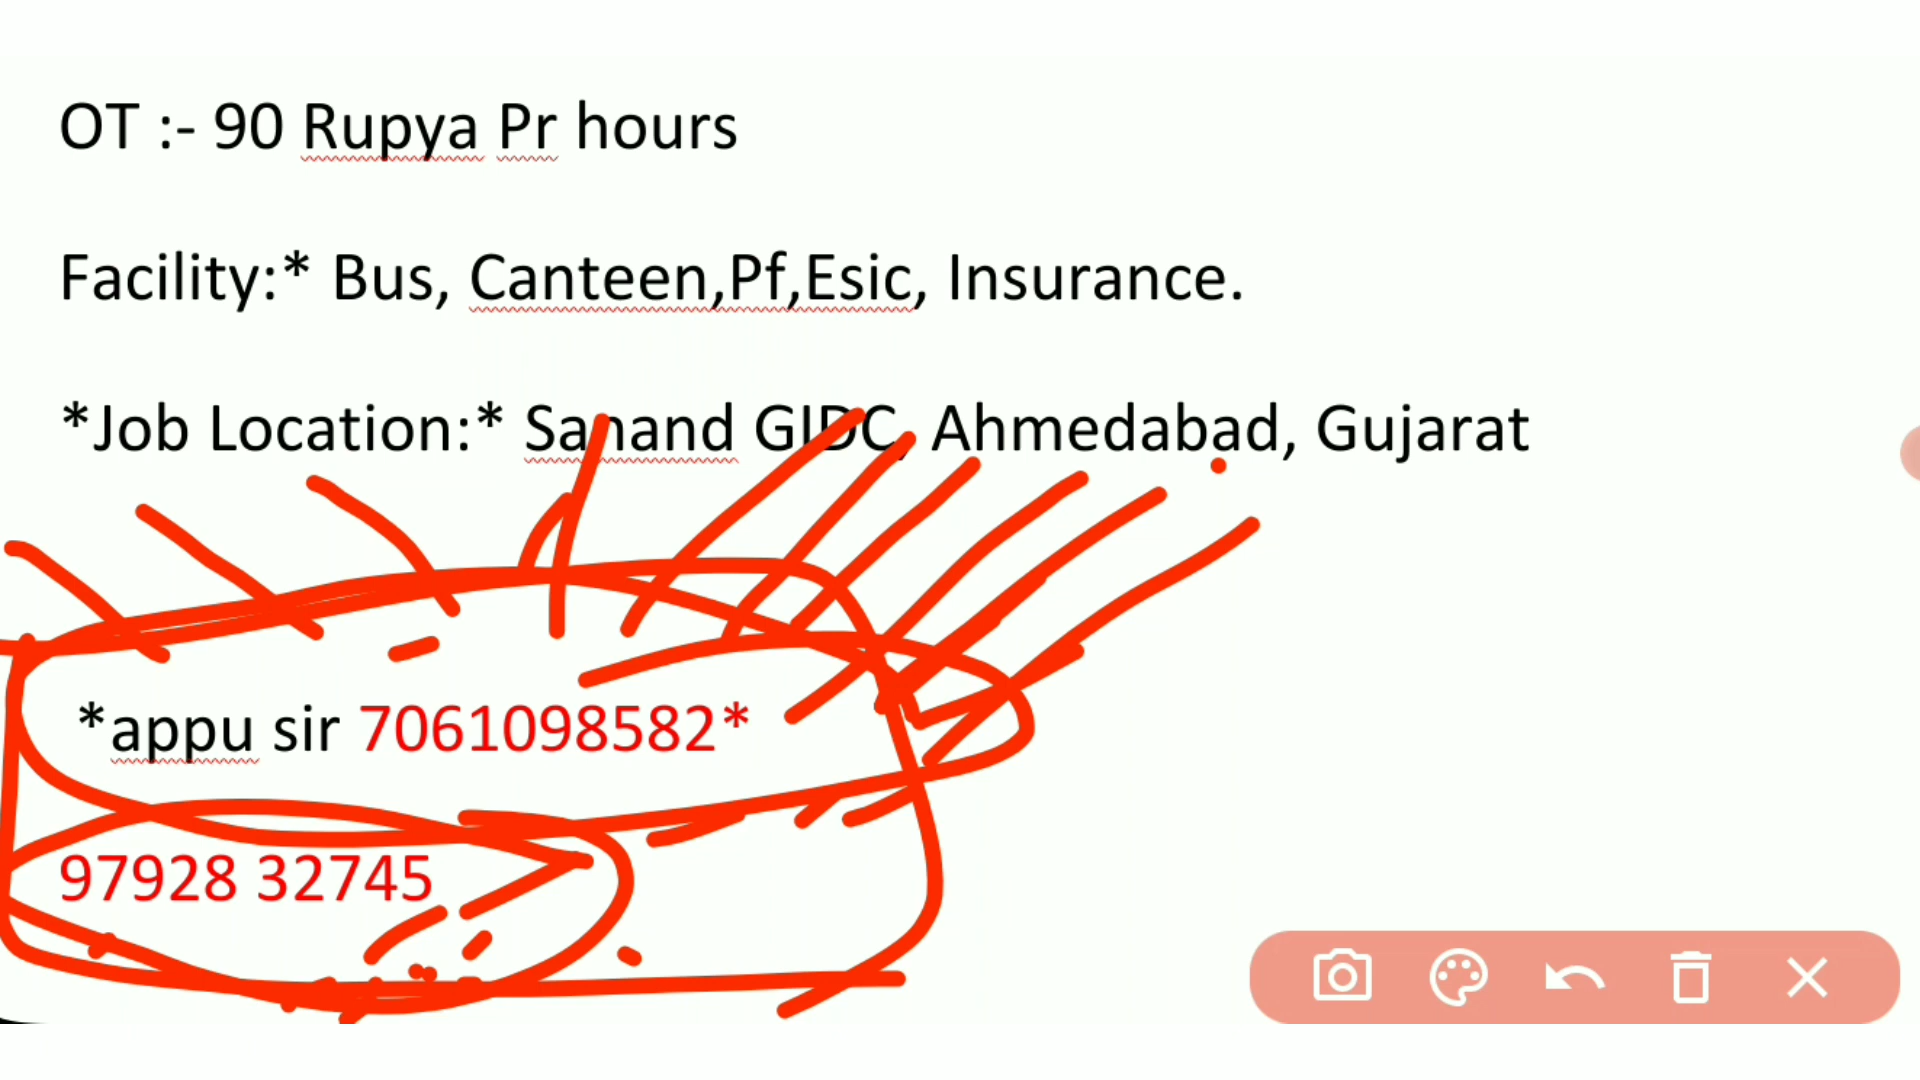 OT :- 90 Rupya Pr hours
Facility:* Bus, Canteen,Pf,Esic, Insurance.
*Job Location:* Sanand GIDC, Ahmedabad, Gujarat
*appu sir 7061098582*
97928 32745